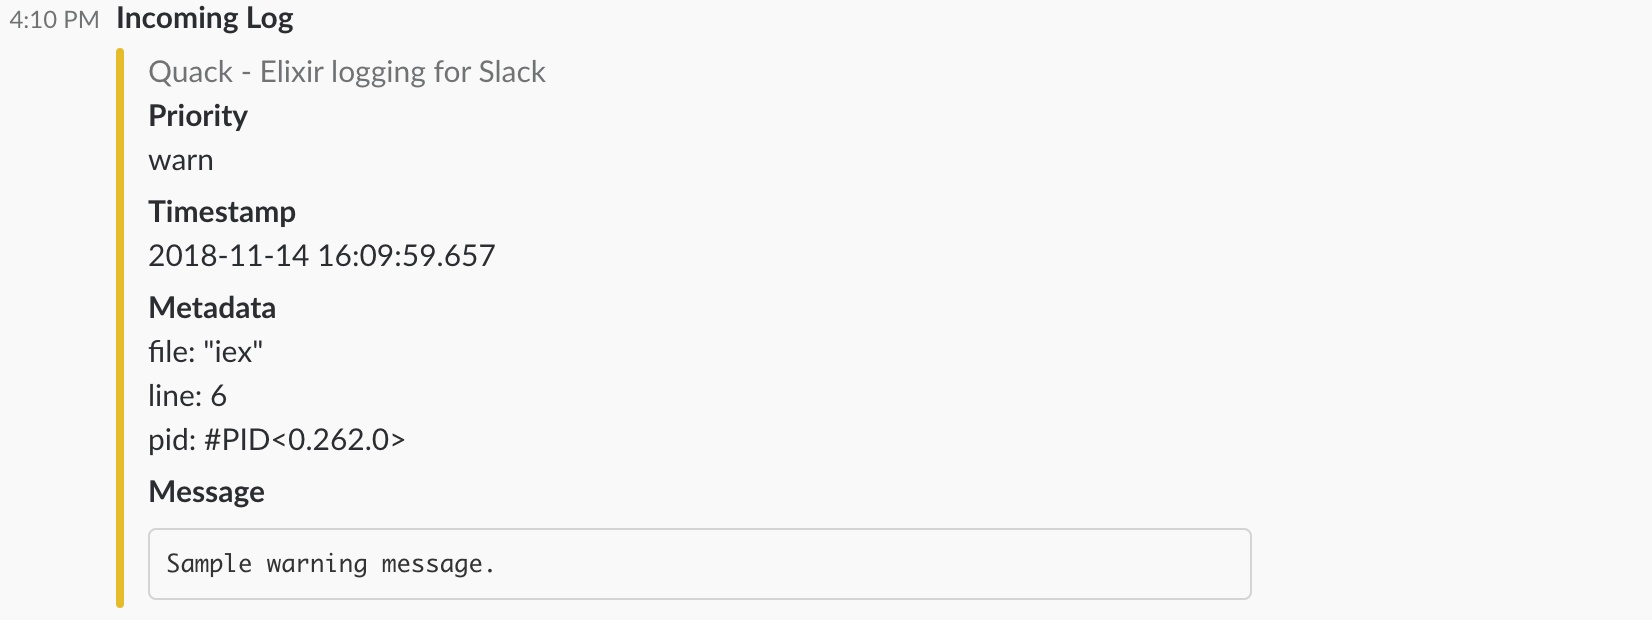 4:10 PM Incoming Log
Quack - Elixir logging for Slack
Priority
warn
Timestamp
2018-11-14 16:09:59.657
Metadata
file: "iex"
line: 6
pid: #PID<0.262.0>
Message
Sample warning message.